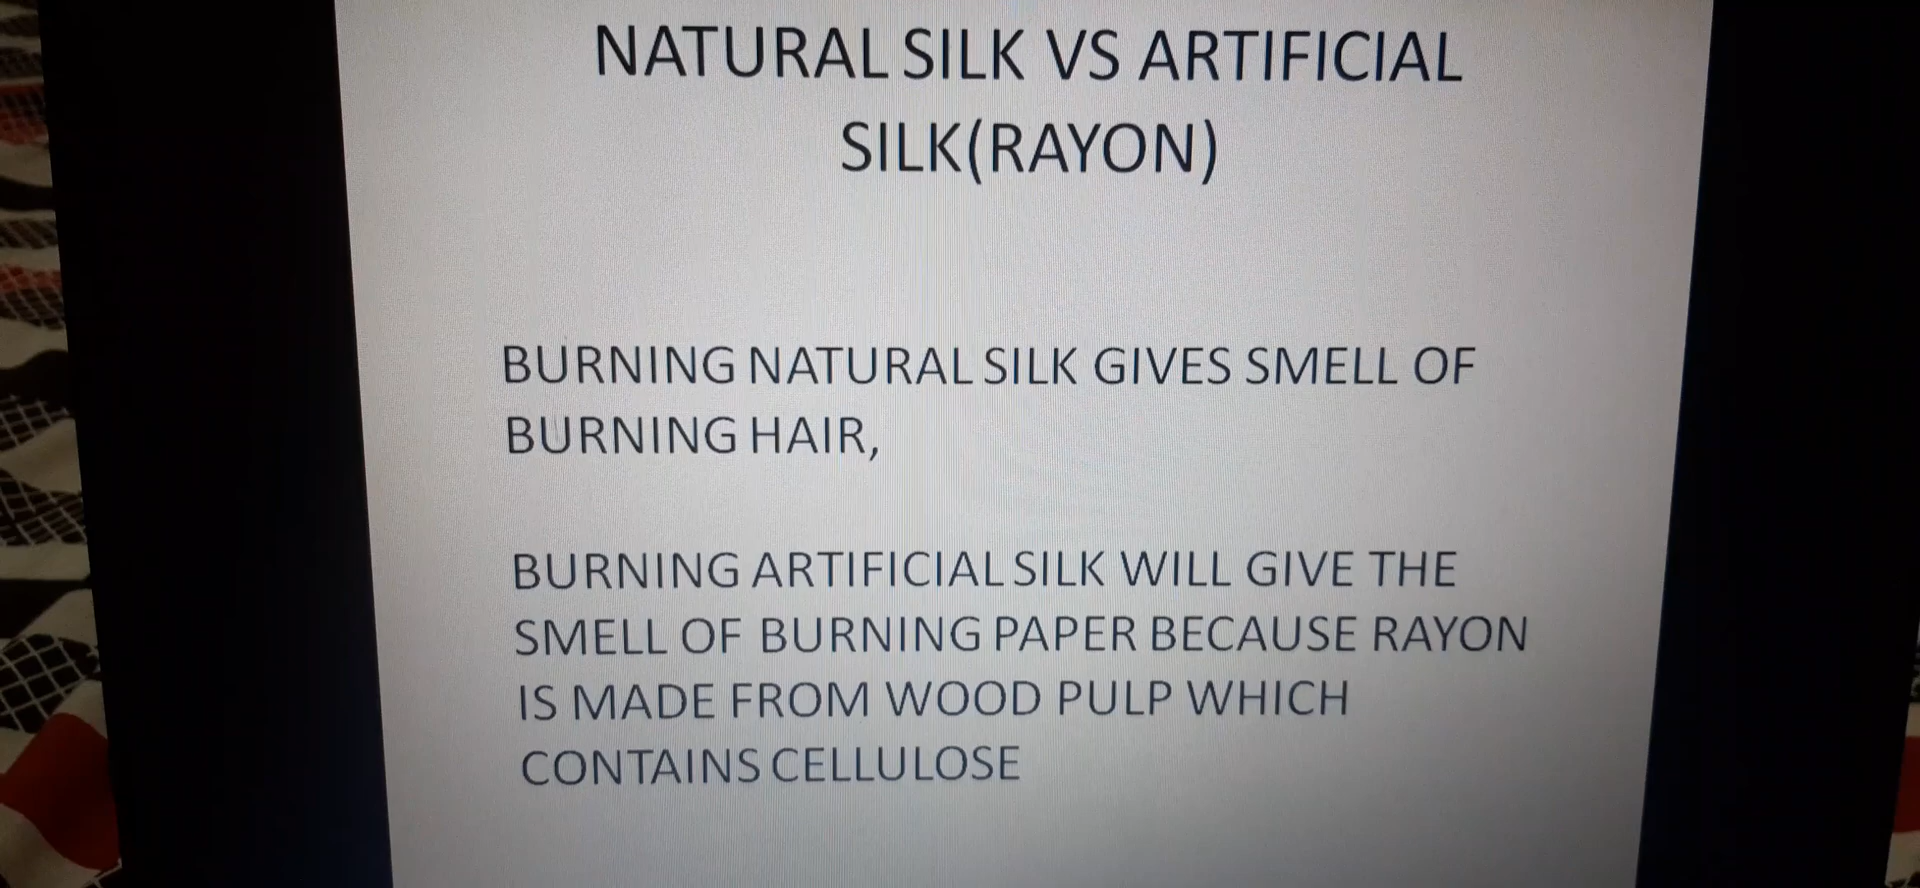 NATURAL SILK VS ARTIFICIAL
SILK(RAYON)
BURNING NATURAL SILK GIVES SMELL OF
BURNING HAIR,
BURNING ARTIFICIAL SILK WILL GIVE THE
SMELL OF BURNING PAPER BECAUSE RAYON
IS MADE FROM WOOD PULP WHICH
CONTAINS CELLULOSE